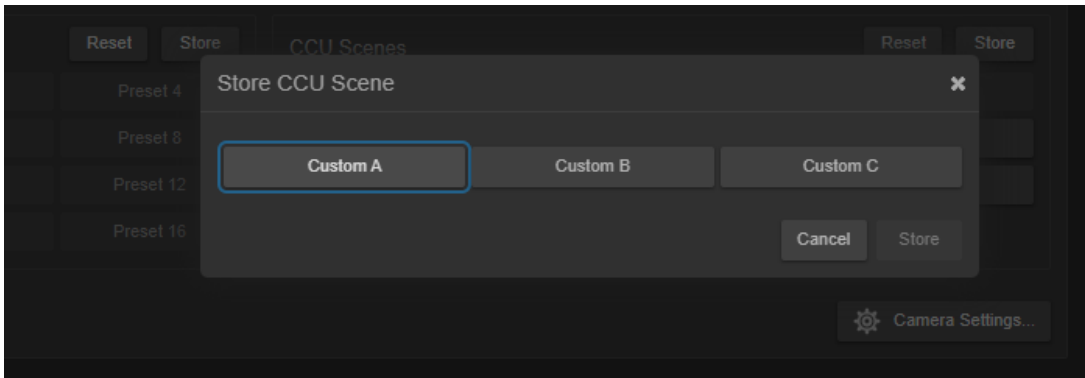 Reset Store CCU Scenes Reset Store
Store CCU Scene ✖
Preset 4
Preset 8
Custom A Custom B Custom C
Preset 12
Preset 16
Cancel Store
Camera Settings...